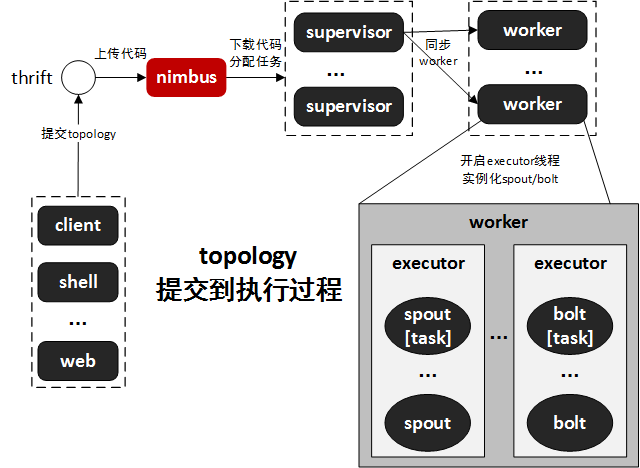 thrift
上传代码
nimbus
下载代码
分配任务
supervisor
...
supervisor
同步
worker
worker
...
worker
提交topology
client
shell
...
web
topology
提交到执行过程
开启executor线程
实例化spout/bolt
worker
executor
spout
[task]
...
spout
...
executor
bolt
[task]
...
bolt